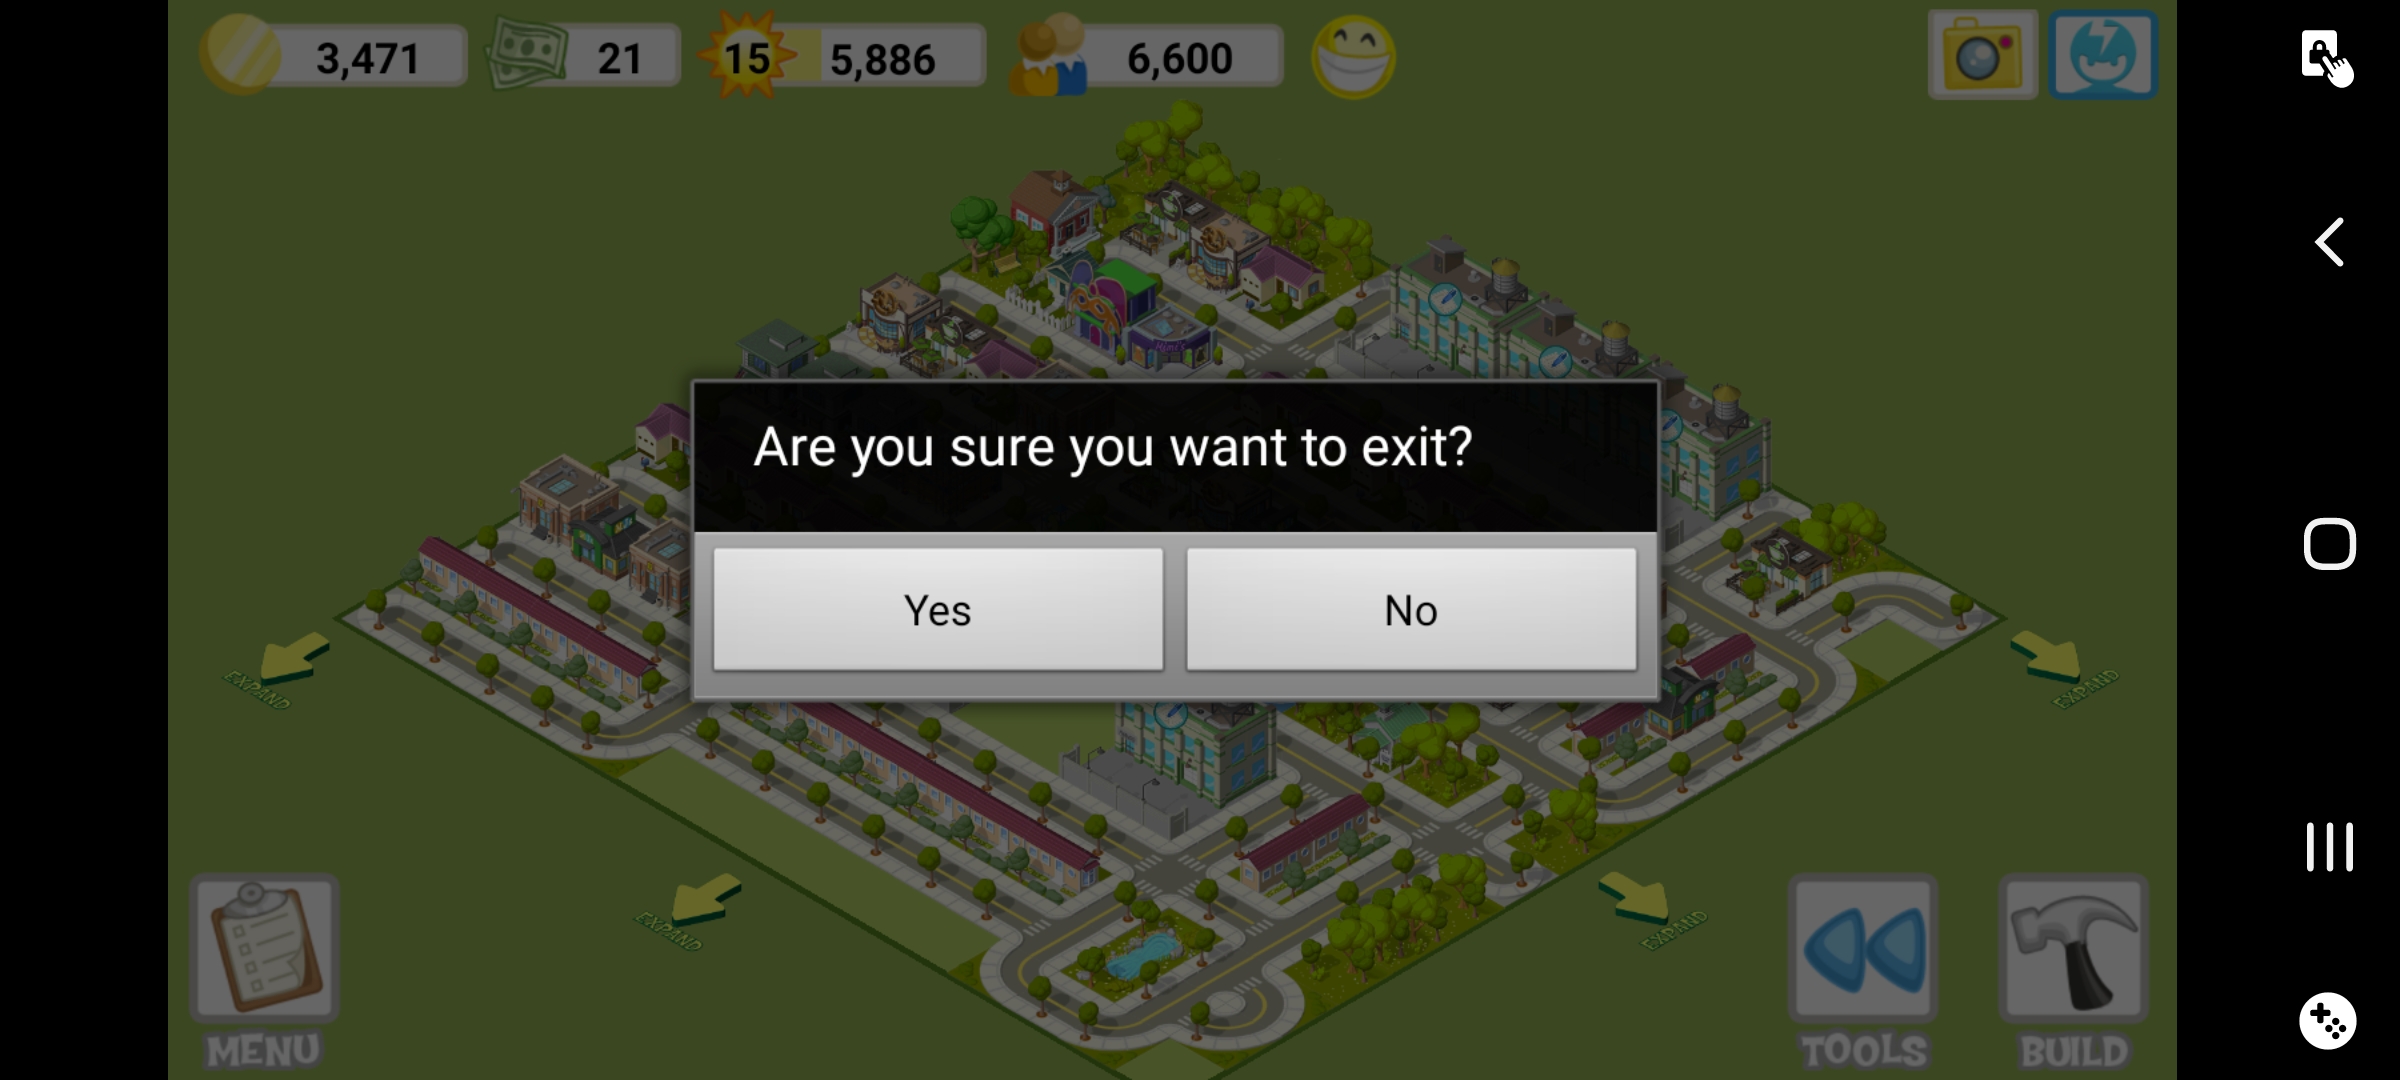 3,471
21
15
5,886
6,600
Hini's
Are you sure you want to exit?
Yes
No
EXPAND
EXPAND
EXPAND
EXPAND
MENU
TOOLS
BUILD